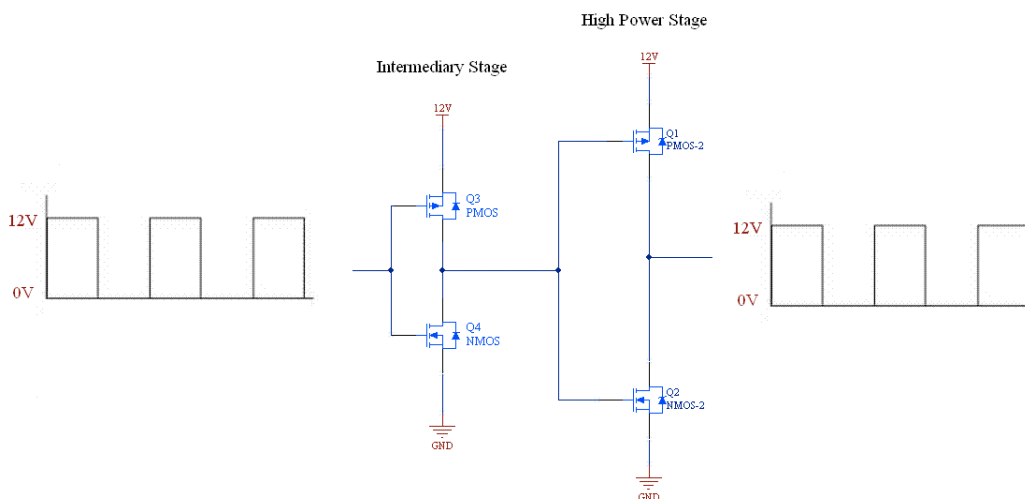 High Power Stage
Intermediary Stage
12V
12V
Q1
PMOS-2
Q3
PMOS
12V
0V
12V
0V
Q4
NMOS
Q2
NMOS-2
GND
GND